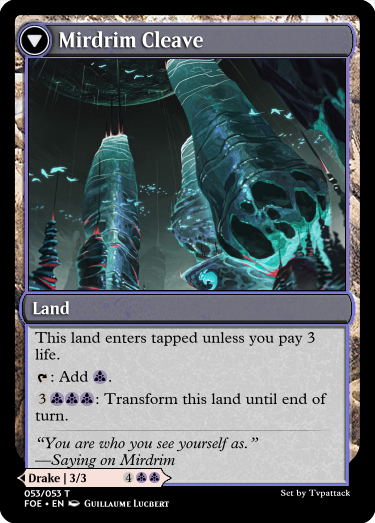 Mirdrim Cleave
Land
This land enters tapped unless you pay 3
life.
: Add .
3 : Transform this land until end of
turn.
“You are who you see yourself as.”
—Saying on Mirdrim
Drake | 3/3 4
053/053 T
FOE • EN Guillaume Lucbert
Set by Tvpattack